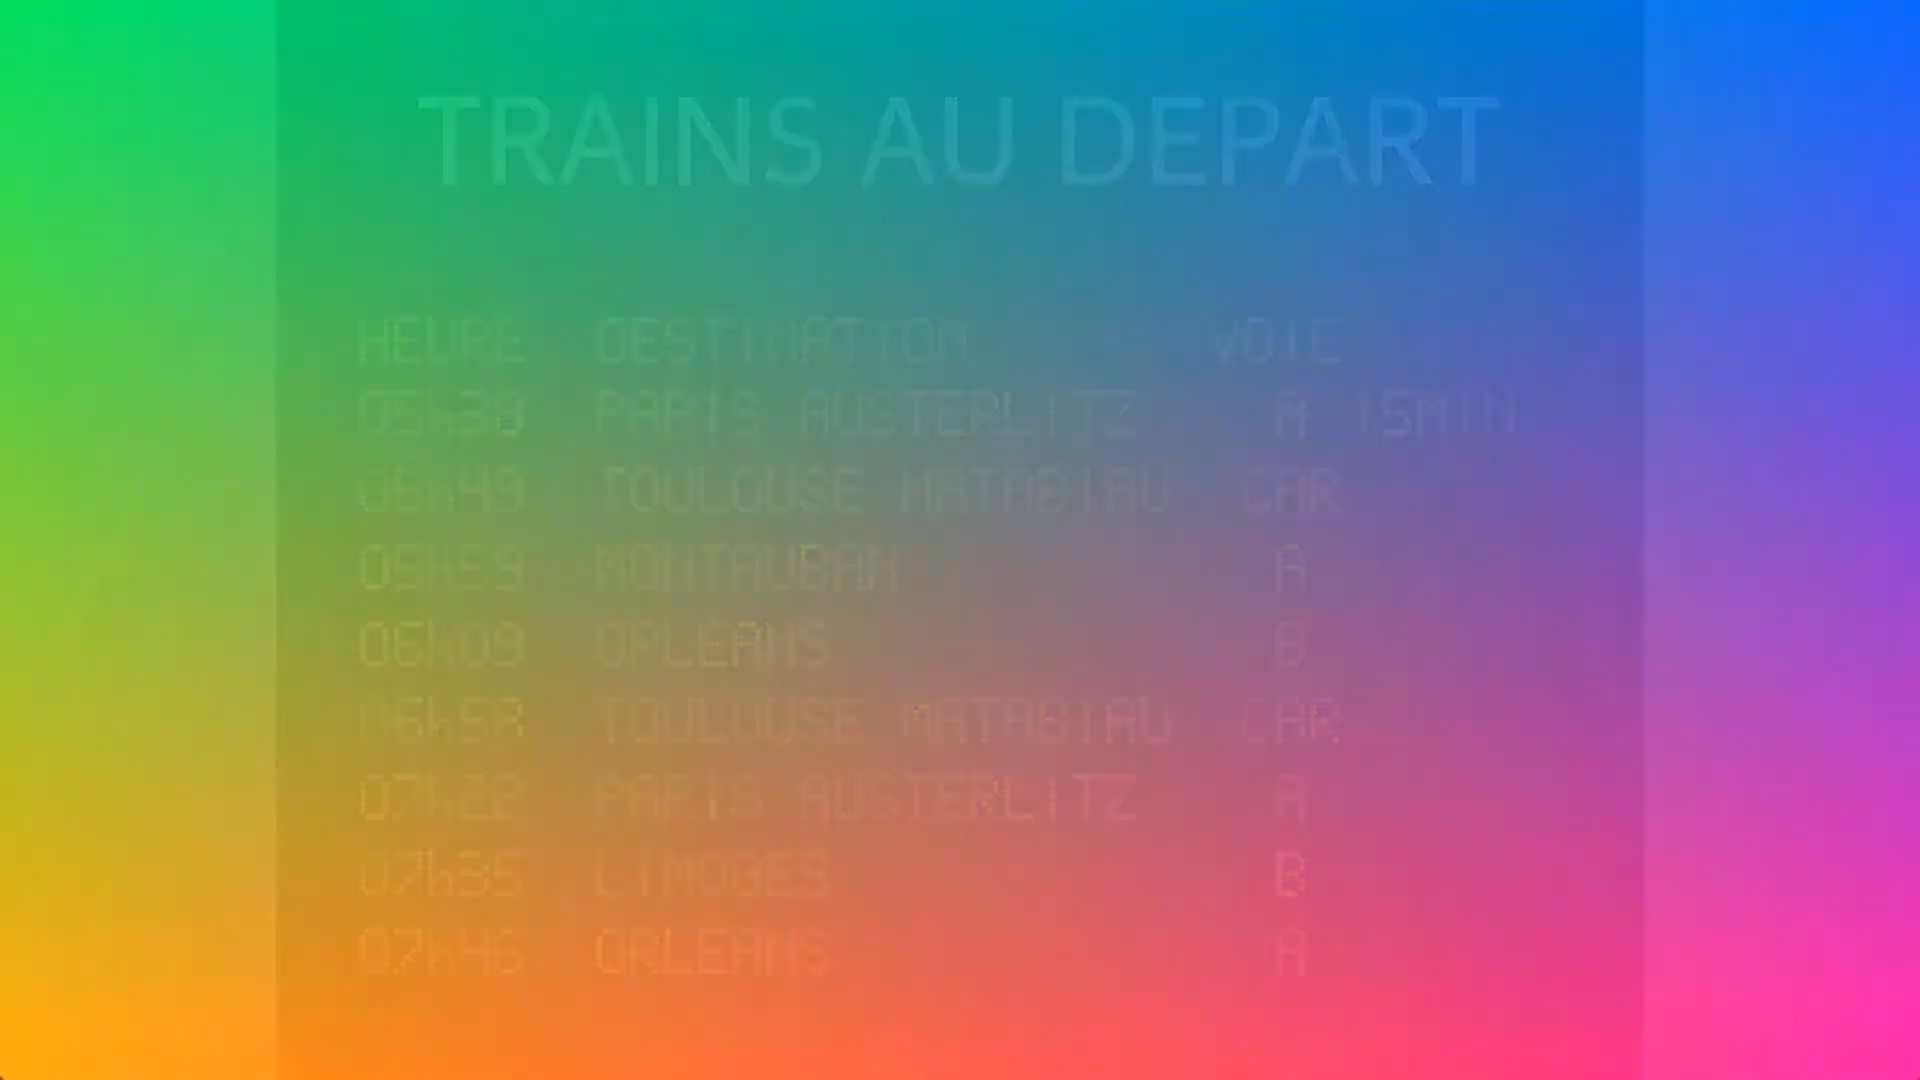 TRAINS AU DEPART
HEURE DESTINATION VOIE
05h38 PARIS AUSTERLITZ A 15MIN
05h49 TOULOUSE MATABIAU CAR
05h59 MONTAUBAN A
06h09 ORLEANS B
06h58 TOULOUSE MATABIAU CAR
07h22 PARIS AUSTERLITZ A
07h35 LIMOGES B
07h46 ORLEANS A